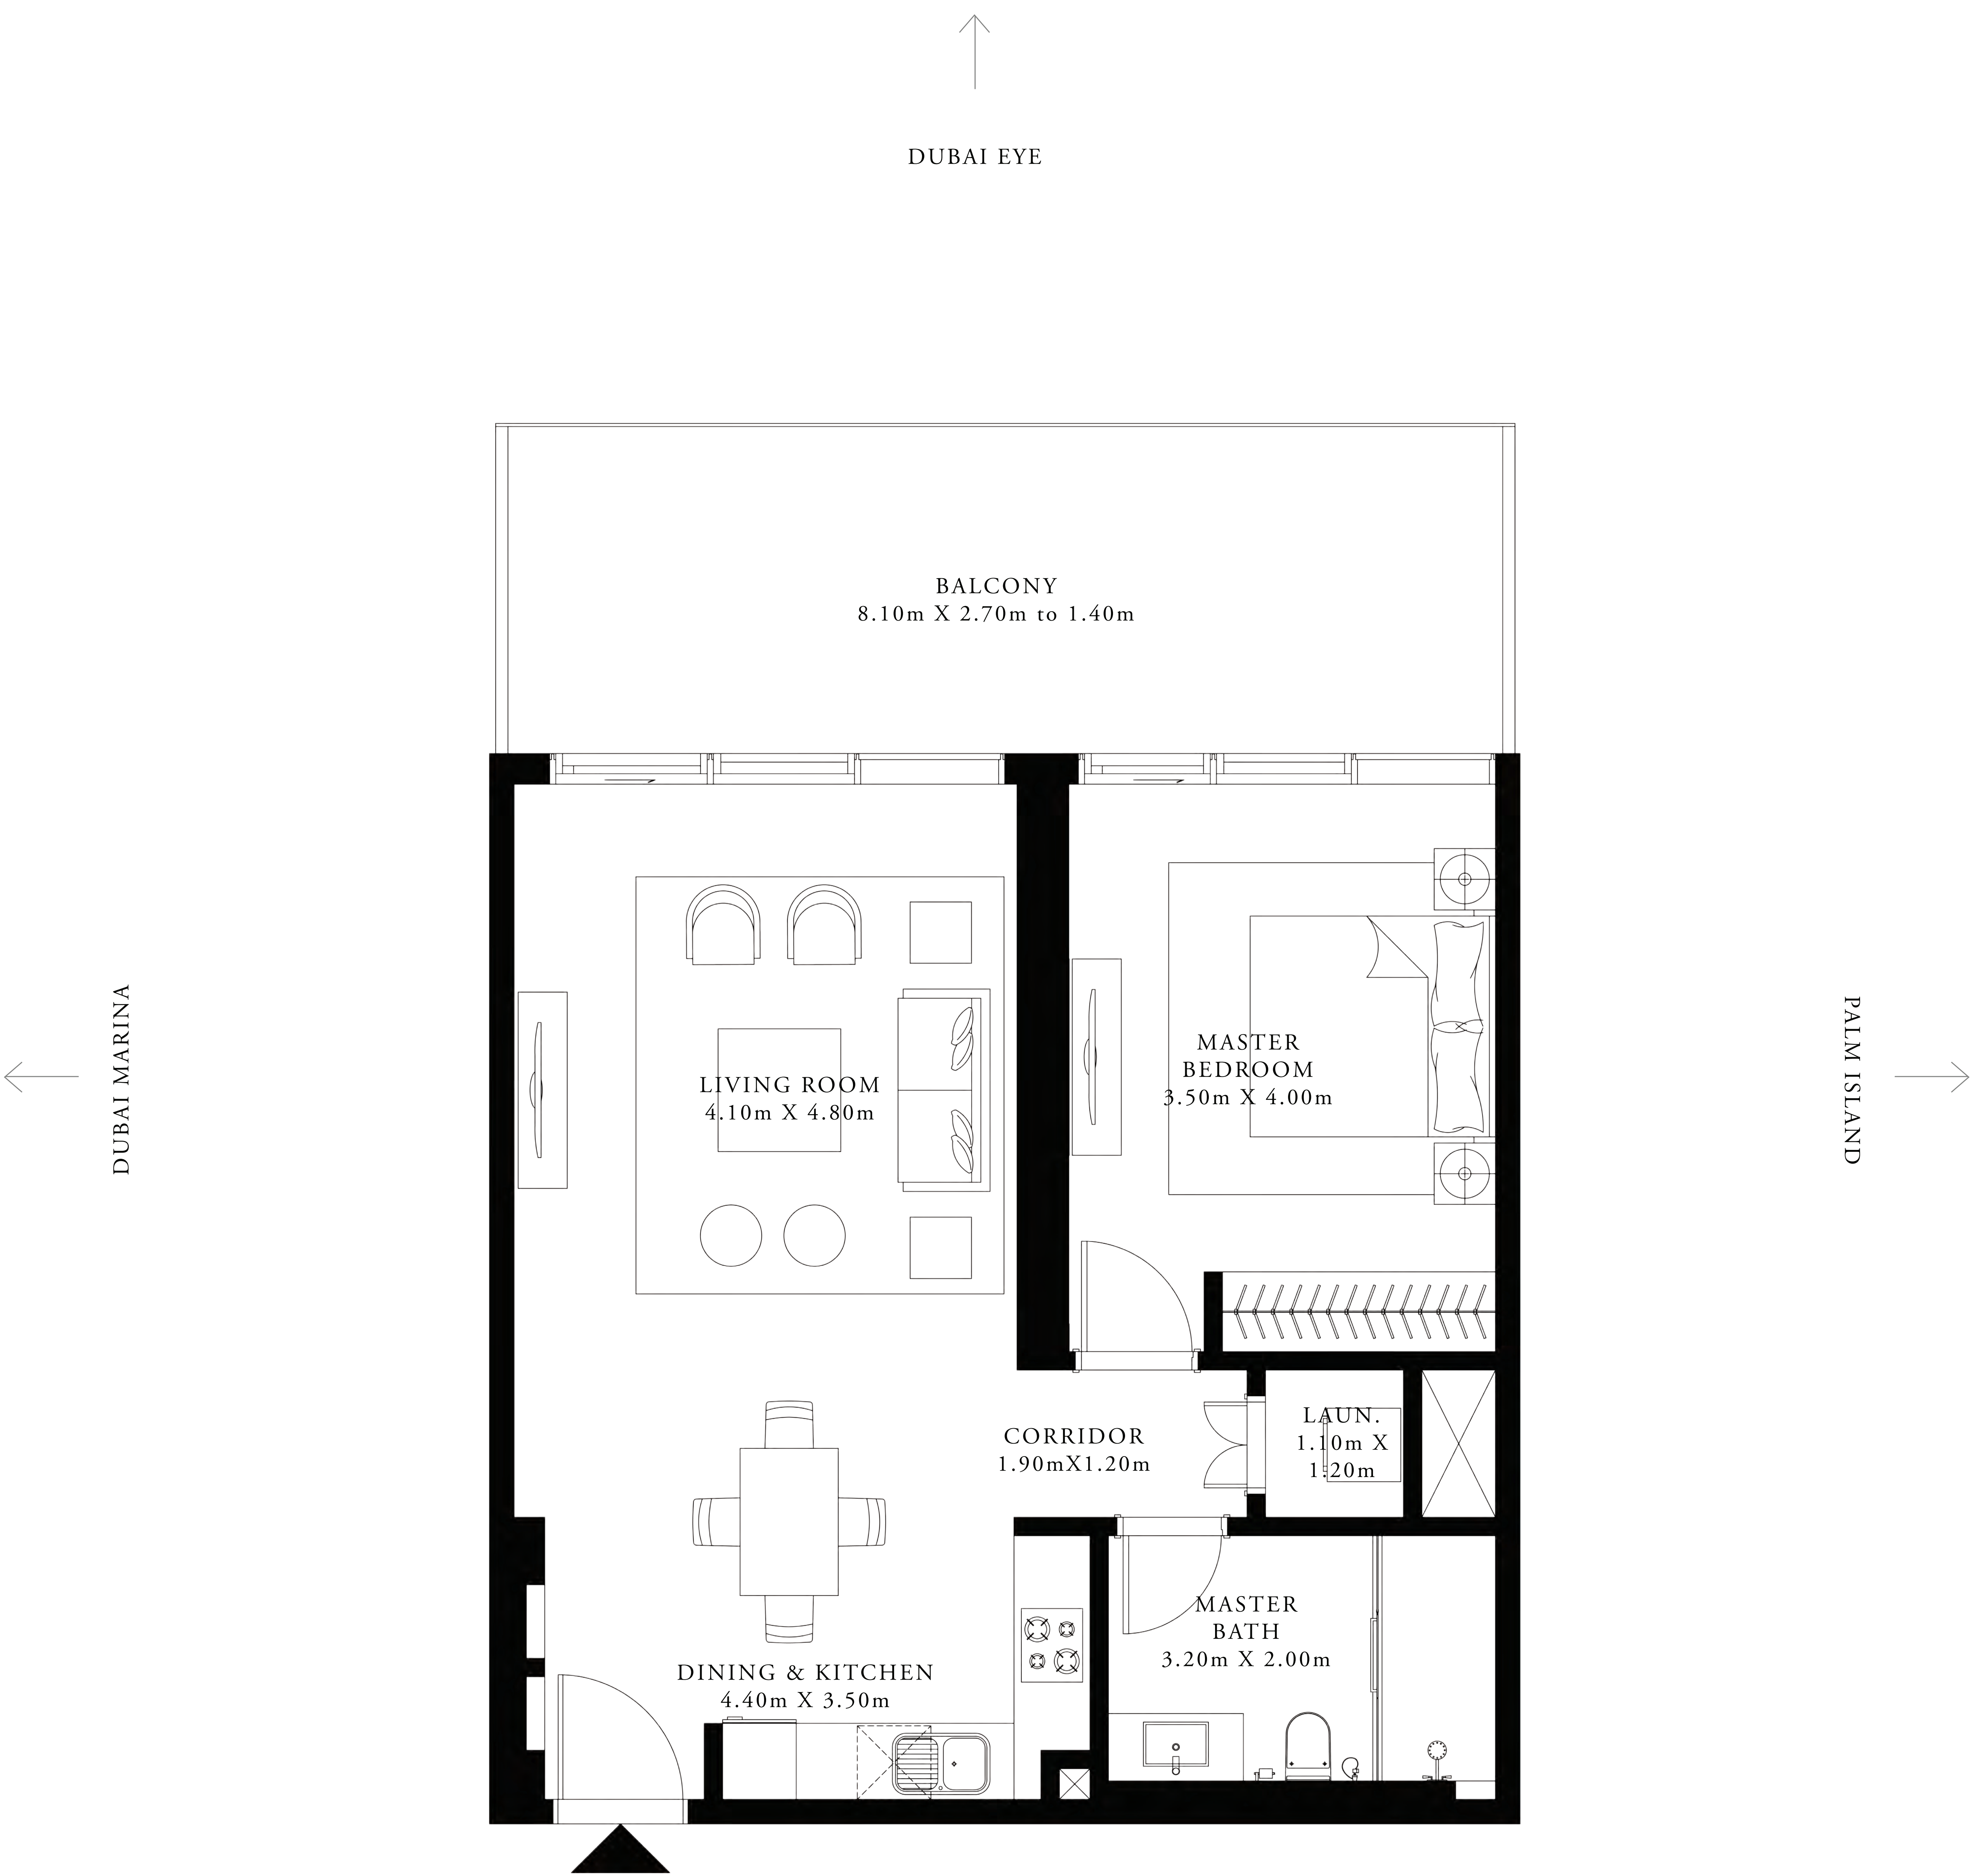 DUBAI EYE
BALCONY
8.10m X 2.70m to 1.40m
DUBAI MARINA
LIVING ROOM
4.10m X 4.80m
MASTER
BEDROOM
3.50m X 4.00m
PALM ISLAND
CORRIDOR
1.90mX1.20m
LAUN.
1.10m X
1.20m
MASTER
BATH
3.20m X 2.00m
DINING & KITCHEN
4.40m X 3.50m